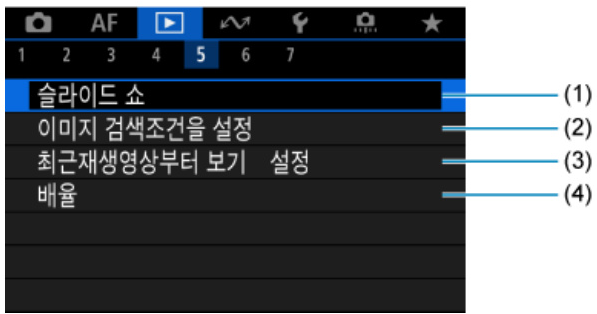 AF
1 2 3 4 5 6 7
슬라이드 쇼 (1)
이미지 검색조건을 설정 (2)
최근재생영상부터 보기 설정 (3)
배율 (4)